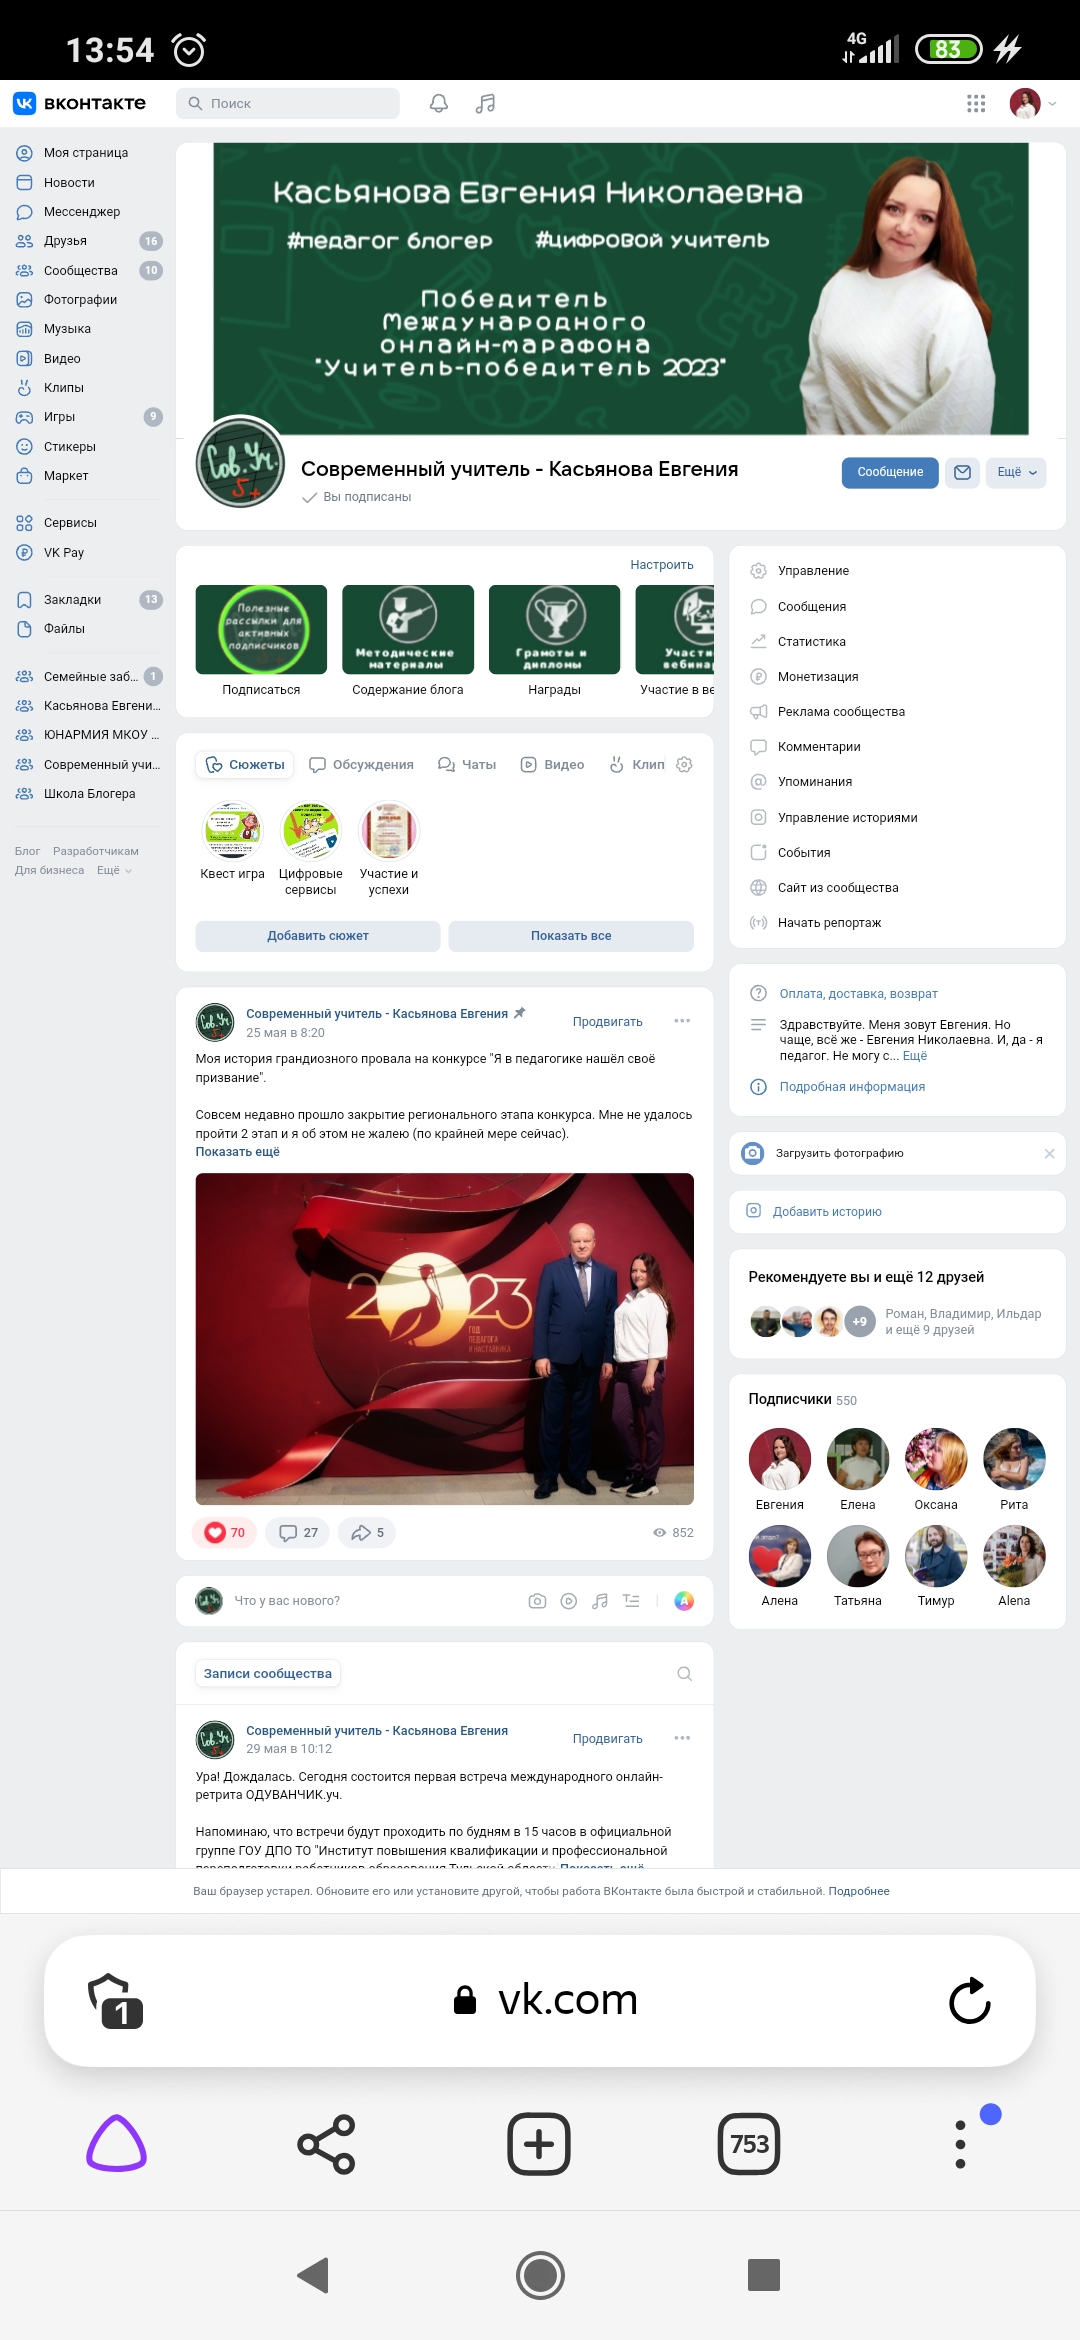 13:54
4G
83
вконтакте
Поиск
Моя страница
Новости
Мессенджер
Друзья 16
Сообщества 10
Фотографии
Музыка
Видео
Клипы
Игры 9
Стикеры
Маркет
Сервисы
VK Pay
Закладки 13
Файлы
Семейные заб... 1
Касьянова Евгени...
ЮНАРМИЯ МКОУ ...
Современный учи...
Школа Блогера
Блог Разработчикам
Для бизнеса Ещё
Касьянова Евгения Николаевна
#педагог блогер #цифровой учитель
Победитель
Международного
онлайн-марафона
"Учитель-победитель 2023"
Соб.Уч.
5+
Современный учитель - Касьянова Евгения
Вы подписаны
Сообщение
Ещё
Настроить
Полезные
рассылки для
активных
подписчиков
Методические
материалы
Грамоты и
дипломы
Участи
вебинар
Подписаться
Содержание блога
Награды
Участие в ве
Сюжеты
Обсуждения
Чаты
Видео
Клип
Квест игра
Цифровые
сервисы
Участие и
успехи
Добавить сюжет
Показать все
Современный учитель - Касьянова Евгения
25 мая в 8:20
Продвигать
Моя история грандиозного провала на конкурсе "Я в педагогике нашёл своё
призвание".
Совсем недавно прошло закрытие регионального этапа конкурса. Мне не удалось
пройти 2 этап и я об этом не жалею (по крайней мере сейчас).
Показать ещё
2023
ГОД
ПЕДАГОГА
И НАСТАВНИКА
70
27
5
852
Что у вас нового?
A
Записи сообщества
Современный учитель - Касьянова Евгения
29 мая в 10:12
Продвигать
Ура! Дождалась. Сегодня состоится первая встреча международного онлайн-
ретрита ОДУВАНЧИК.уч.
Напоминаю, что встречи будут проходить по будням в 15 часов в официальной
группе ГОУ ДПО ТО "Институт повышения квалификации и профессиональной
переподготовки работников образования Тульской области. Показать ещё
Управление
Сообщения
Статистика
Монетизация
Реклама сообщества
Комментарии
Упоминания
Управление историями
События
Сайт из сообщества
Начать репортаж
Оплата, доставка, возврат
Здравствуйте. Меня зовут Евгения. Но
чаще, всё же - Евгения Николаевна. И, да - я
педагог. Не могу с... Ещё
Подробная информация
Загрузить фотографию
Добавить историю
Рекомендуете вы и ещё 12 друзей
+9
Роман, Владимир, Ильдар
и ещё 9 друзей
Подписчики 550
Евгения
Елена
Оксана
Рита
Алена
Татьяна
Тимур
Alena
Ваш браузер устарел. Обновите его или установите другой, чтобы работа ВКонтакте была быстрой и стабильной. Подробнее
1
vk.com
753